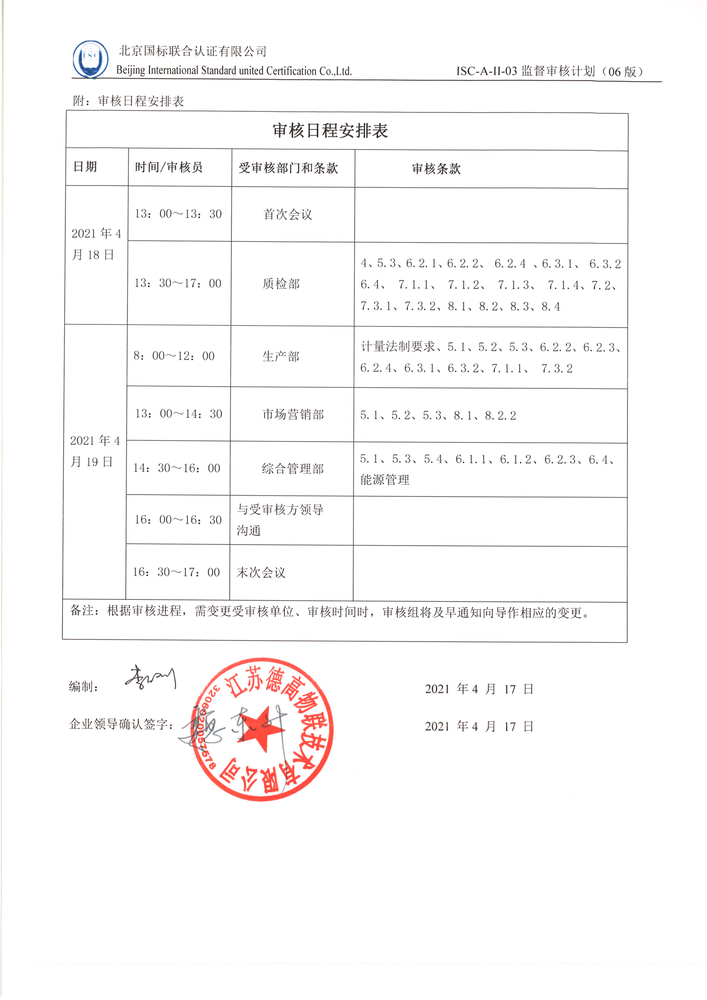 ISC
北京国标联合认证有限公司
Beijing International Standard united Certification Co.,Ltd.
ISC-A-II-03 监督审核计划（06 版）
附：审核日程安排表
审核日程安排表
日期 时间/审核员 受审核部门和条款 审核条款
2021 年 4
月 18 日
13：00～13：30 首次会议
13：30～17：00 质检部
4、5.3、6.2.1、6.2.2、 6.2.4 、6.3.1、 6.3.2
6.4、 7.1.1、 7.1.2、 7.1.3、 7.1.4、7.2、
7.3.1、7.3.2、8.1、8.2、8.3、8.4
2021 年 4
月 19 日
8：00～12：00 生产部
计量法制要求、5.1、5.2、5.3、6.2.2、6.2.3、
6.2.4、6.3.1、6.3.2、7.1.1、 7.3.2
13：00～14：30 市场营销部 5.1、5.2、5.3、8.1、8.2.2
14：30～16：00 综合管理部
5.1、5.3、5.4、6.1.1、6.1.2、6.2.3、6.4、
能源管理
16：00～16：30
与受审核方领导
沟通
16：30～17：00 末次会议
备注：根据审核进程，需变更受审核单位、审核时间时，审核组将及早通知向导作相应的变更。
编制：
2021 年 4 月 17 日
企业领导确认签字：
2021 年 4 月 17 日
江苏德高物联技术有限公司
3206020057578